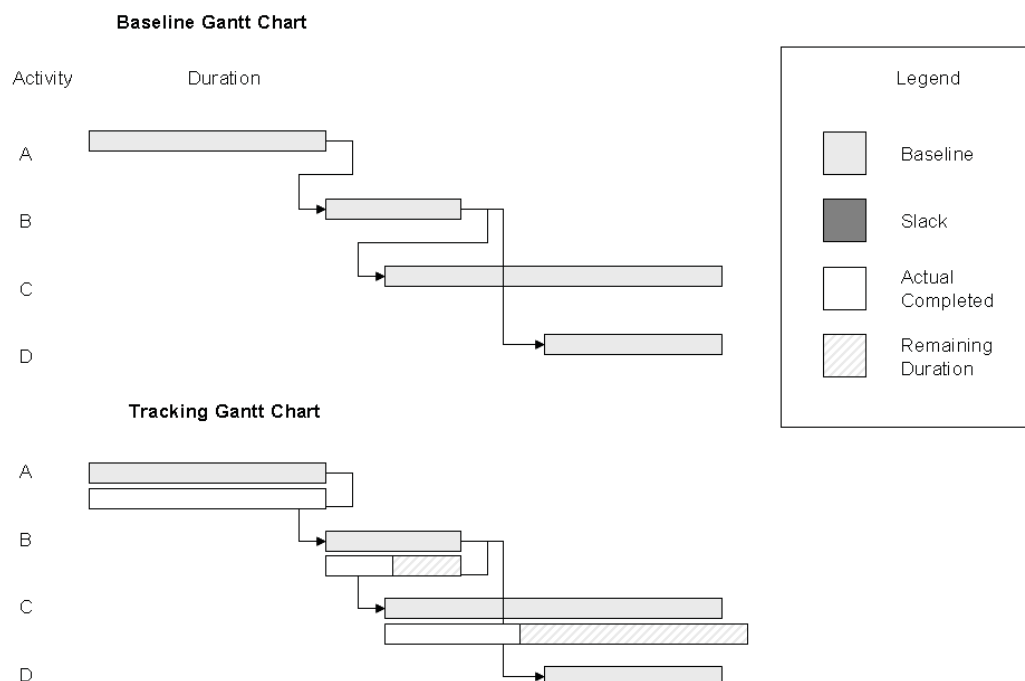 Baseline Gantt Chart
Activity
Duration
A
B
C
D
Legend
Baseline
Slack
Actual
Completed
Remaining
Duration
Tracking Gantt Chart
A
B
C
D